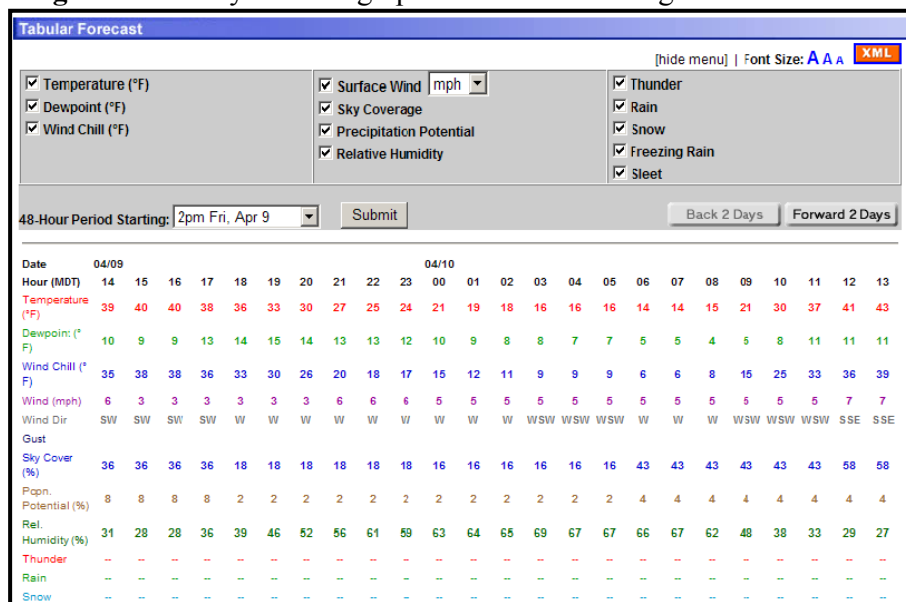 Tabular Forecast
[hide menu] | Font Size: A A A XML
Temperature (°F)
Dewpoint (°F)
Wind Chill (°F)
Surface Wind mph
Sky Coverage
Precipitation Potential
Relative Humidity
Thunder
Rain
Snow
Freezing Rain
Sleet
48-Hour Period Starting: 2pm Fri, Apr 9 Submit Back 2 Days Forward 2 Days
Date 04/09 04/10
Hour (MDT) 14 15 16 17 18 19 20 21 22 23 00 01 02 03 04 05 06 07 08 09 10 11 12 13
Temperature (°F) 39 40 40 38 36 33 30 27 25 24 21 19 18 16 16 16 14 14 15 21 30 37 41 43
Dewpoint (°F) 10 9 9 13 14 15 14 13 13 12 10 9 8 8 7 7 5 5 4 5 8 11 11 11
Wind Chill (°F) 35 38 38 36 33 30 26 20 18 17 15 12 11 9 9 9 6 6 8 15 25 33 36 39
Wind (mph) 6 3 3 3 3 3 3 6 6 6 5 5 5 5 5 5 5 5 5 5 5 5 7 7
Wind Dir SW SW SW SW W W W W W W W W W WSW WSW WSW W W W WSW WSW WSW SSE SSE
Gust
Sky Cover (%) 36 36 36 36 18 18 18 18 18 18 16 16 16 16 16 16 43 43 43 43 43 43 58 58
Popn. Potential (%) 8 8 8 8 2 2 2 2 2 2 2 2 2 2 2 2 4 4 4 4 4 4 4 4
Rel. Humidity (%) 31 28 28 36 39 46 52 56 61 59 63 64 65 69 67 67 66 67 62 48 38 33 29 27
Thunder -- -- -- -- -- -- -- -- -- -- -- -- -- -- -- -- -- -- -- -- -- -- -- --
Rain -- -- -- -- -- -- -- -- -- -- -- -- -- -- -- -- -- -- -- -- -- -- -- --
Snow -- -- -- -- -- -- -- -- -- -- -- -- -- -- -- -- -- -- -- -- -- -- -- --